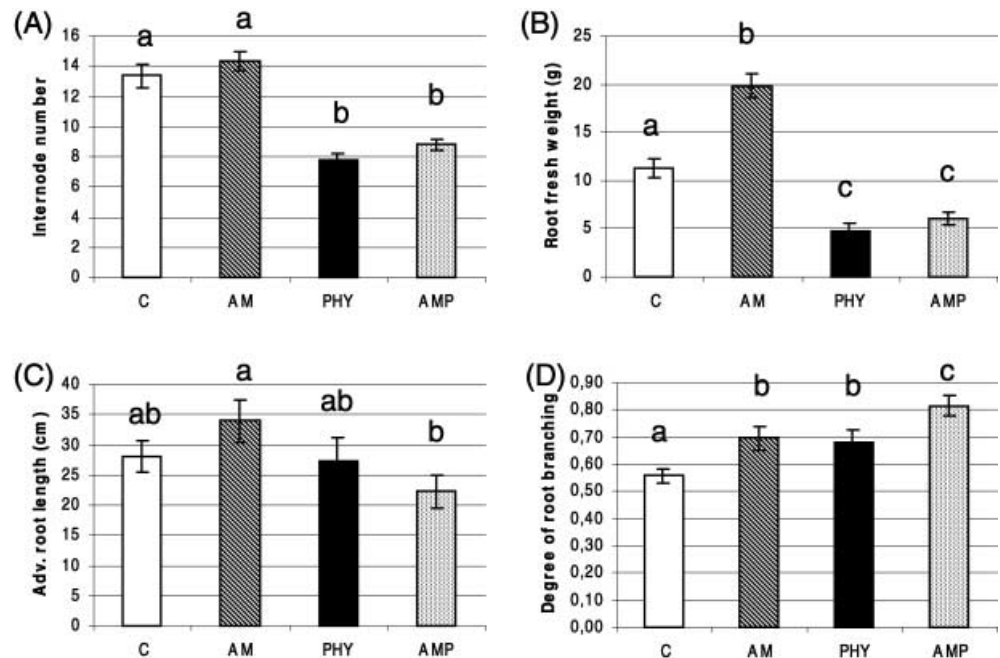 (A)
Internode number
16
14
12
10
8
6
4
2
0
a
a
b
b
C AM PHY AMP
(B)
Root fresh weight (g)
25
20
15
10
5
0
a
b
c
c
C AM PHY AMP
(C)
Adv. root length (cm)
40
35
30
25
20
15
10
5
0
ab
a
ab
b
C AM PHY AMP
(D)
Degree of root branching
0,90
0,80
0,70
0,60
0,50
0,40
0,30
0,20
0,10
0,00
a
b
b
c
C AM PHY AMP